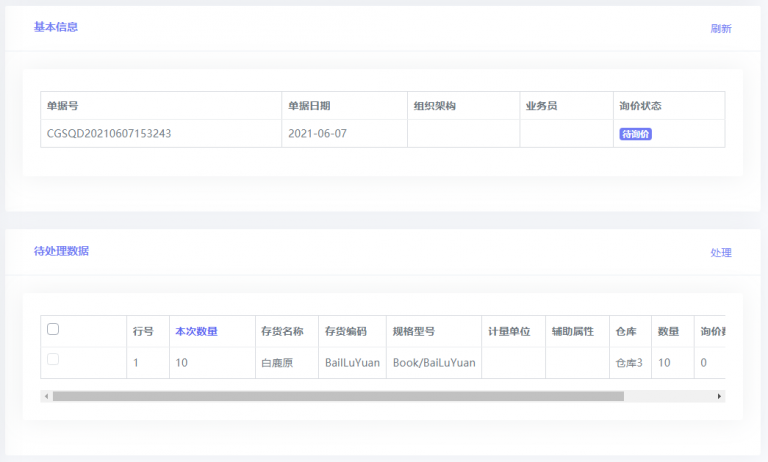 基本信息 刷新
单据号 单据日期 组织架构 业务员 询价状态
CGSQD20210607153243 2021-06-07 待询价
待处理数据 处理
行号 本次数量 存货名称 存货编码 规格型号 计量单位 辅助属性 仓库 数量 询价
1 10 白鹿原 BailLuYuan Book/BaiLuYuan 仓库3 10 0